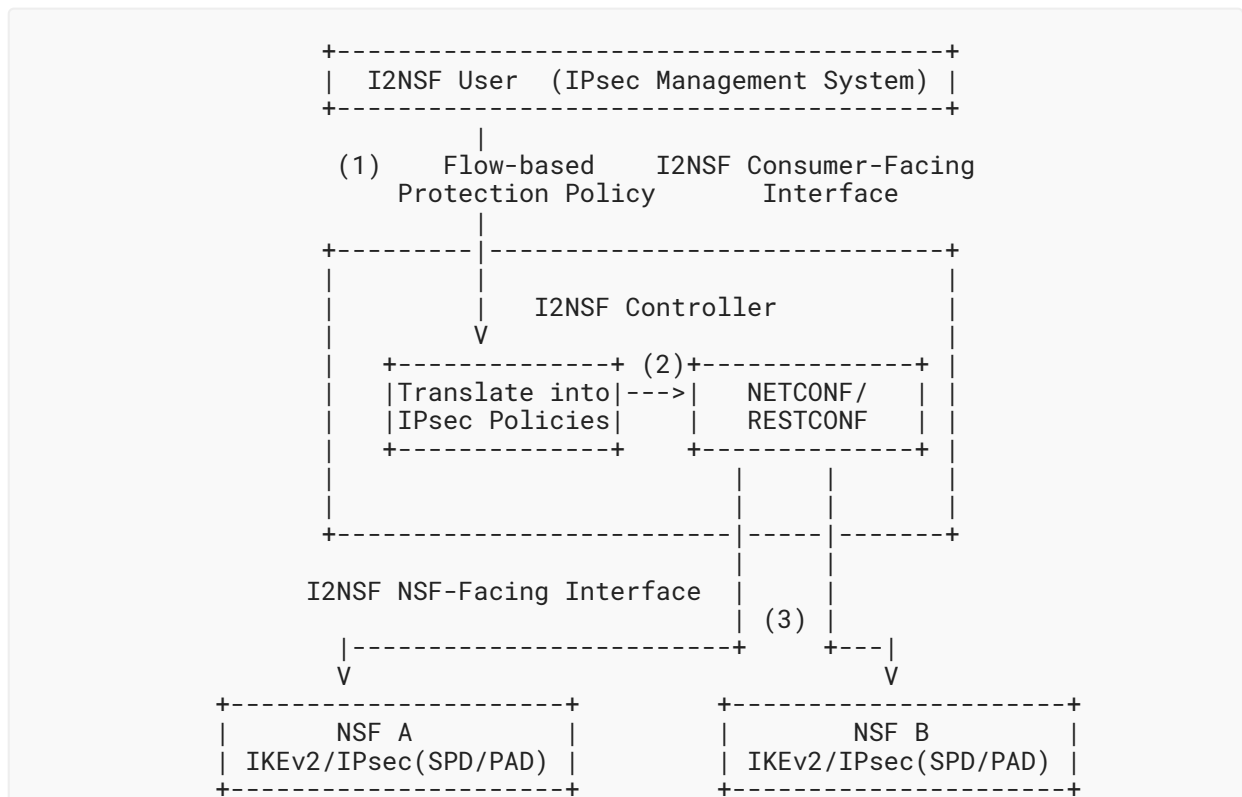 I2NSF User (IPsec Management System)
(1) Flow-based I2NSF Consumer-Facing
Protection Policy Interface
I2NSF Controller
V
(2)
Translate into NETCONF/
IPsec Policies RESTCONF
I2NSF NSF-Facing Interface
(3)
V V
NSF A NSF B
IKEv2/IPsec(SPD/PAD) IKEv2/IPsec(SPD/PAD)